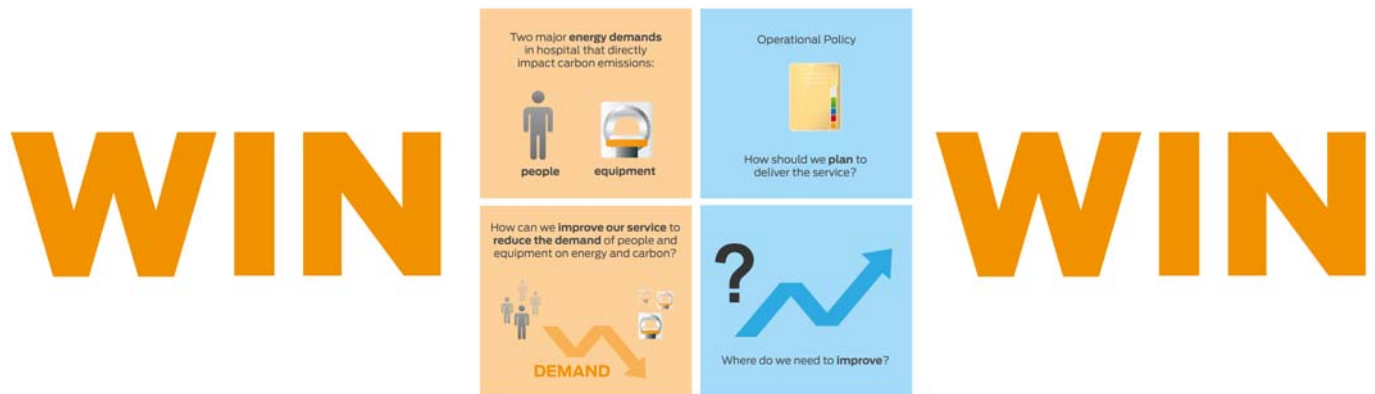 WIN
Two major energy demands
in hospital that directly
impact carbon emissions:
people
equipment
Operational Policy
How should we plan to
deliver the service?
How can we improve our service to
reduce the demand of people and
equipment on energy and carbon?
DEMAND
?
Where do we need to improve?
WIN